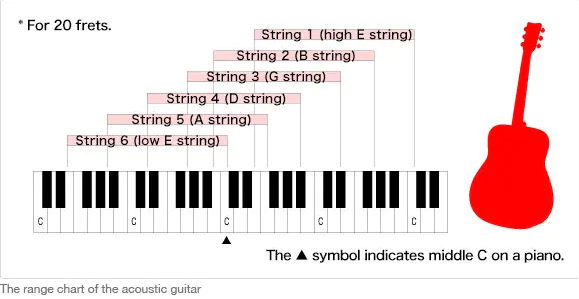 * For 20 frets.
String 1 (high E string)
String 2 (B string)
String 3 (G string)
String 4 (D string)
String 5 (A string)
String 6 (low E string)
C C C C C
The ▲ symbol indicates middle C on a piano.
The range chart of the acoustic guitar